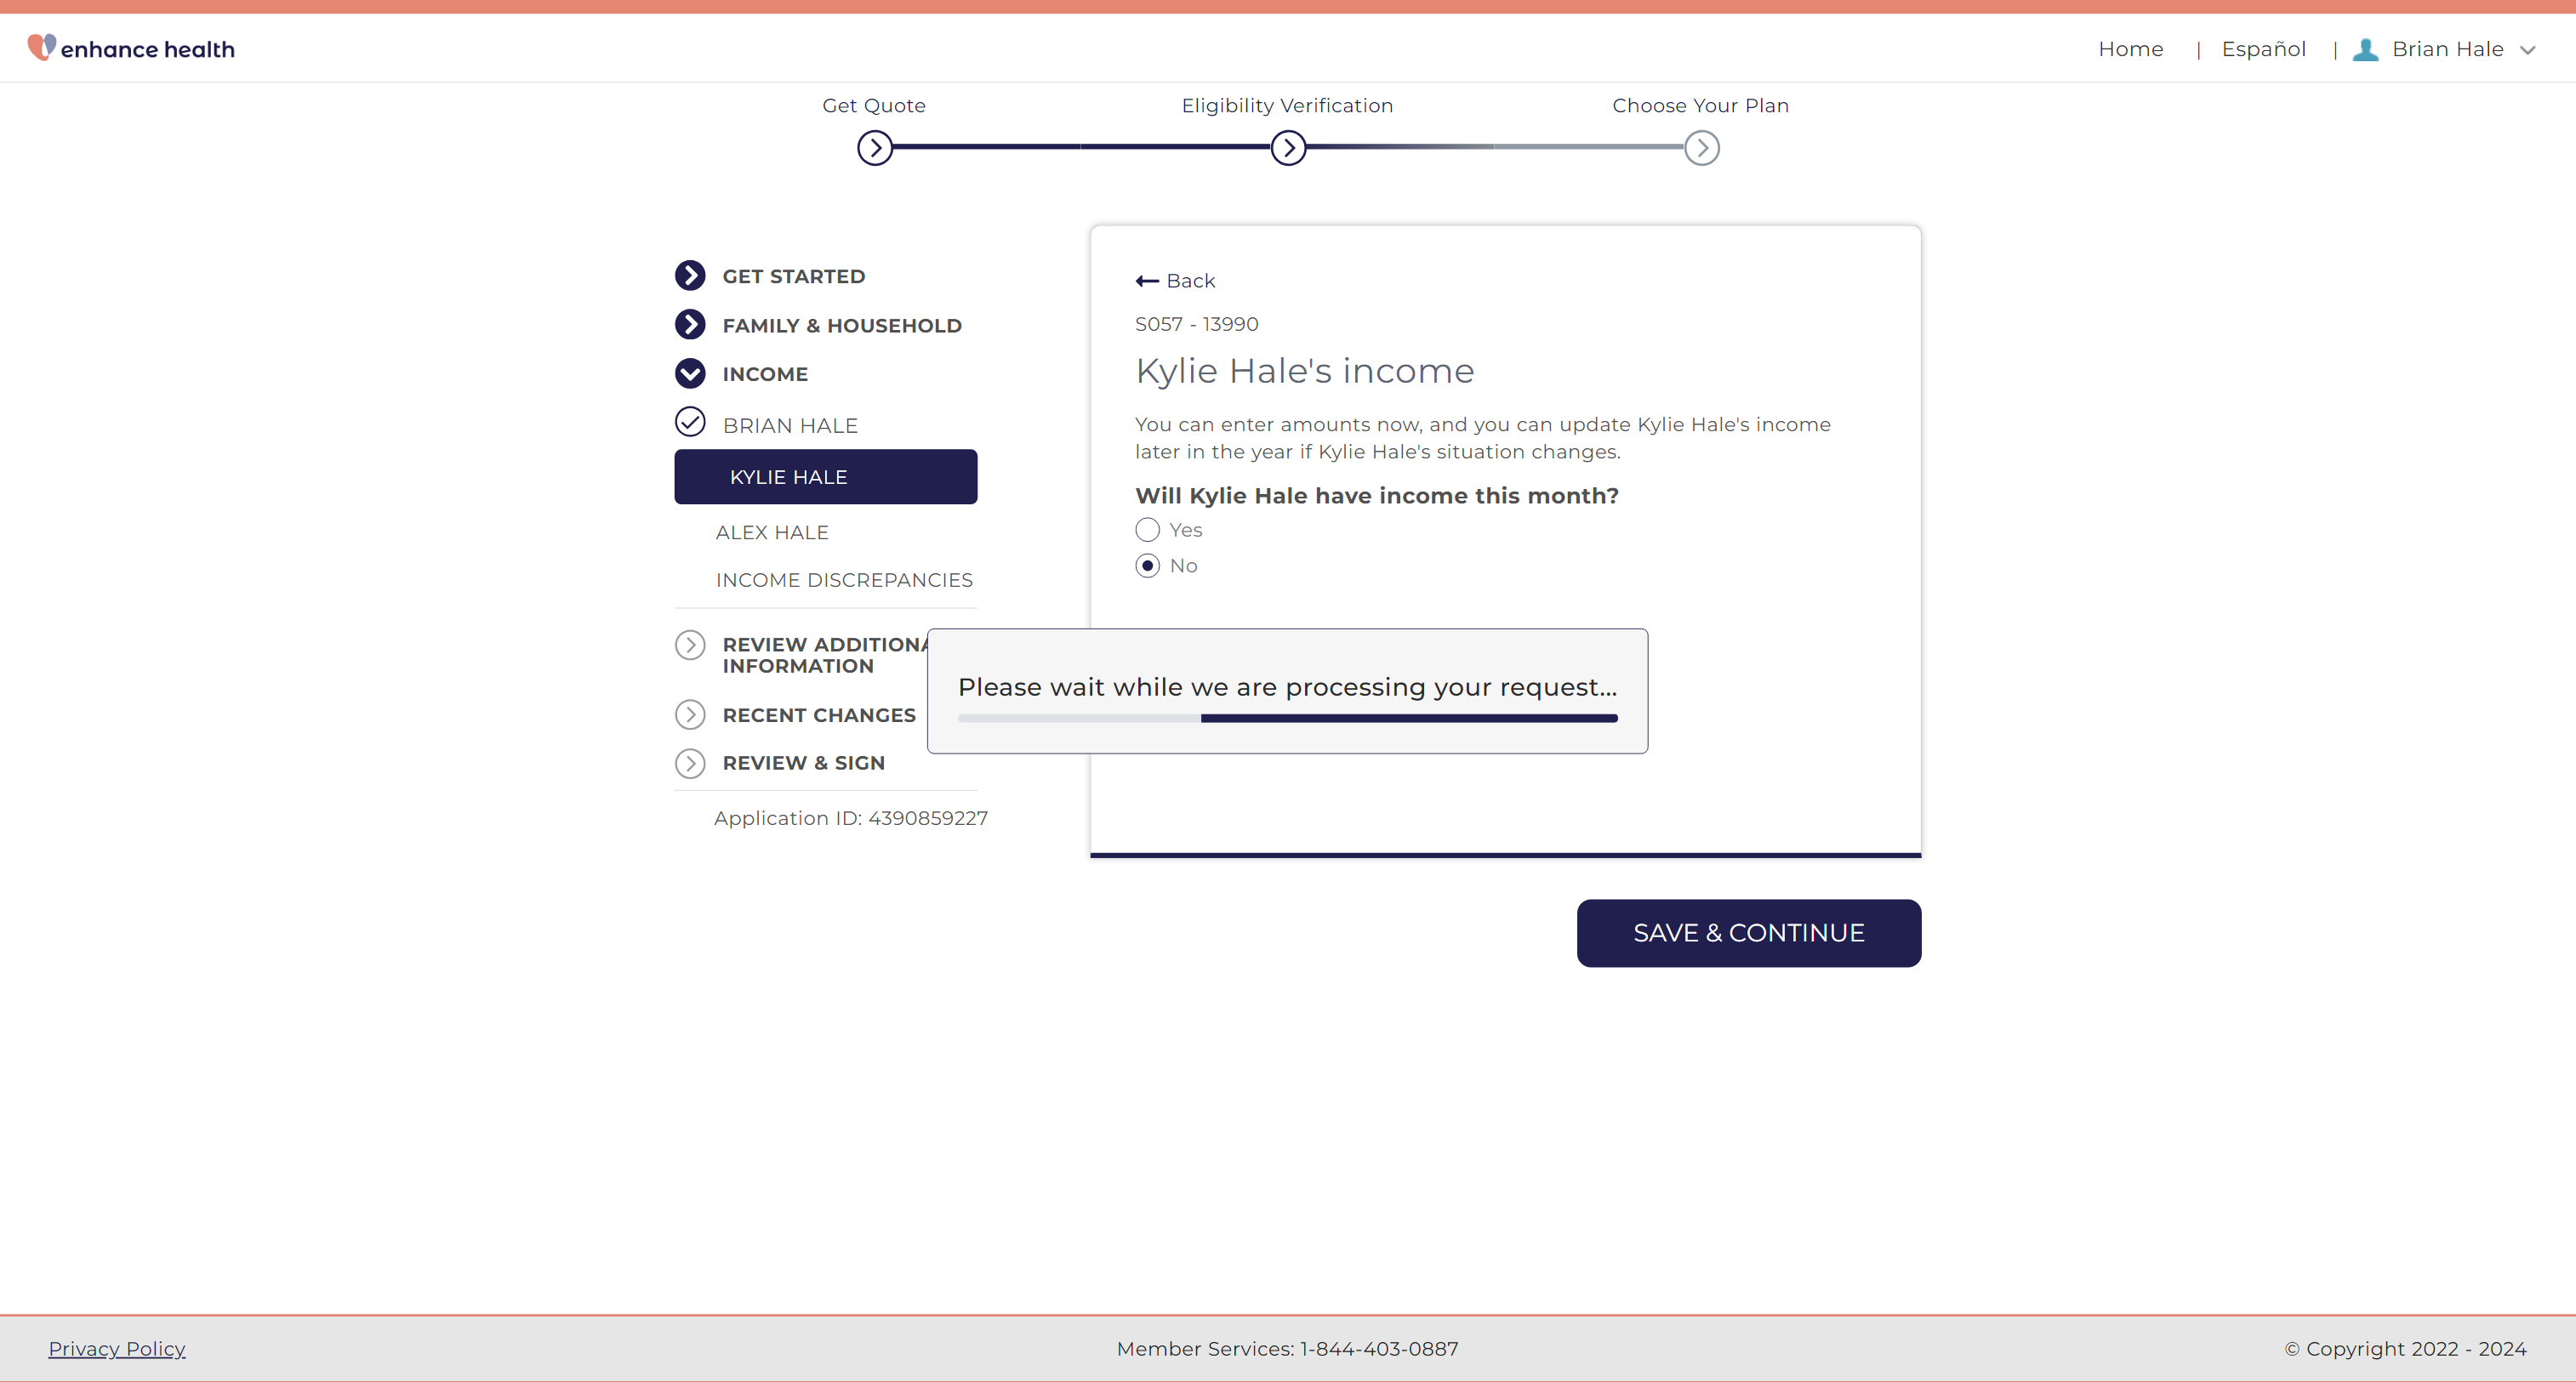 enhance health
Home | Español | Brian Hale
Get Quote
Eligibility Verification
Choose Your Plan
GET STARTED
FAMILY & HOUSEHOLD
INCOME
BRIAN HALE
KYLIE HALE
ALEX HALE
INCOME DISCREPANCIES
REVIEW ADDITIONA
INFORMATION
RECENT CHANGES
REVIEW & SIGN
Application ID: 4390859227
Back
S057 - 13990
Kylie Hale's income
You can enter amounts now, and you can update Kylie Hale's income
later in the year if Kylie Hale's situation changes.
Will Kylie Hale have income this month?
Yes
No
Please wait while we are processing your request...
SAVE & CONTINUE
Privacy Policy
Member Services: 1-844-403-0887
© Copyright 2022 - 2024